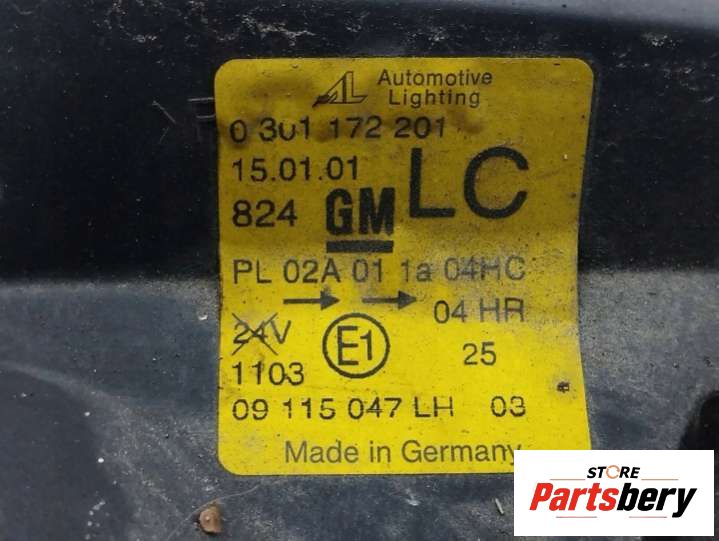 AL Automotive
Lighting
0 301 172 201
15.01.01
824 GM LC
PL 02A 01 1a 04HC
→ → 04 HR
24V E1 25
1103
09 115 047 LH 03
Made in Germany
STORE
Partsbery